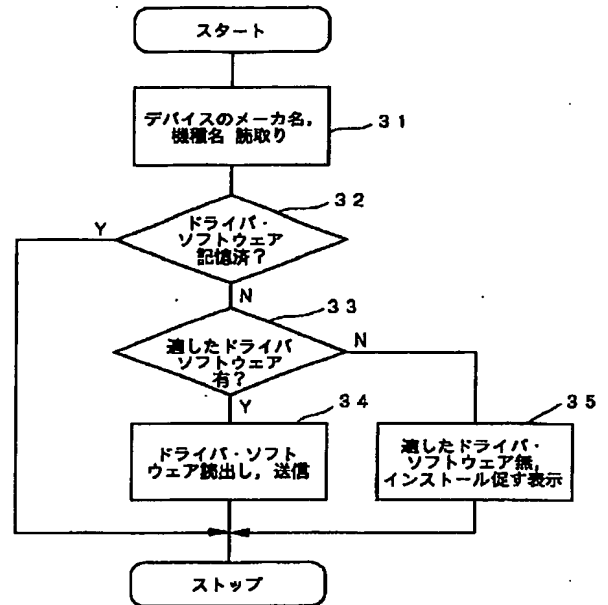 スタート
デバイスのメーカ名,
機種名 読取り
31
32
ドライバ・
ソフトウェア
記憶済?
Y
N
33
適したドライバ
ソフトウェア
有?
N
Y
34
35
ドライバ・ソフト
ウェア読出し, 送信
適したドライバ・
ソフトウェア無,
インストール促す表示
ストップ